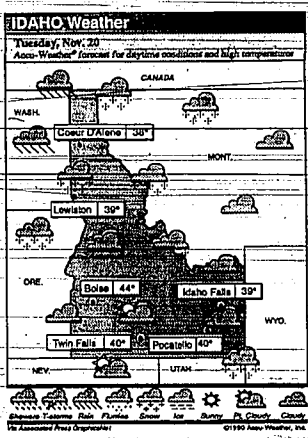 IDAHO Weather
Tuesday, Nov. 20
Accu-Weather® forecast for daytime conditions and high temperatures
CANADA
WASH.
Coeur D'Alene 38°
MONT.
Lewiston 39°
ORE.
Boise 44°
Idaho Falls 39°
WYO.
Twin Falls 40°
Pocatello 40°
NEV.
UTAH
Showers T-storms Rain Flurries Snow Ice Sunny Pt. Cloudy Cloudy
Via Associated Press GraphicsNet
©1990 Accu-Weather, Inc.